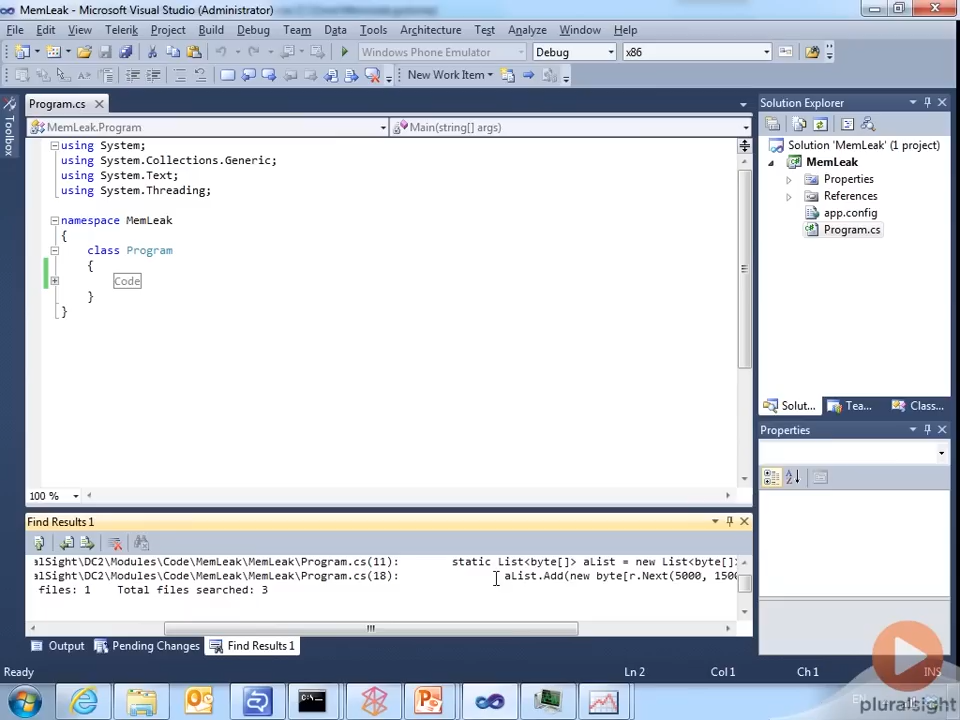 MemLeak - Microsoft Visual Studio (Administrator)
File Edit View Telerik Project Build Debug Team Data Tools Architecture Test Analyze Window Help
Windows Phone Emulator Debug x86
New Work Item
Program.cs
MemLeak.Program Main(string[] args)
using System;
using System.Collections.Generic;
using System.Text;
using System.Threading;
namespace MemLeak
{
class Program
{
Code
}
}
100 %
Toolbox
Solution Explorer
Solution 'MemLeak' (1 project)
MemLeak
Properties
References
app.config
Program.cs
Solut... Tea... Class...
Properties
Find Results 1
alSight\DC2\Modules\Code\MemLeak\MemLeak\Program.cs(11): static List<byte[]> aList = new List<byte[]>
alSight\DC2\Modules\Code\MemLeak\MemLeak\Program.cs(18): aList.Add(new byte[r.Next(5000, 1500
files: 1 Total files searched: 3
Output Pending Changes Find Results 1
Ready Ln 2 Col 1 Ch 1 INS
pluralsight